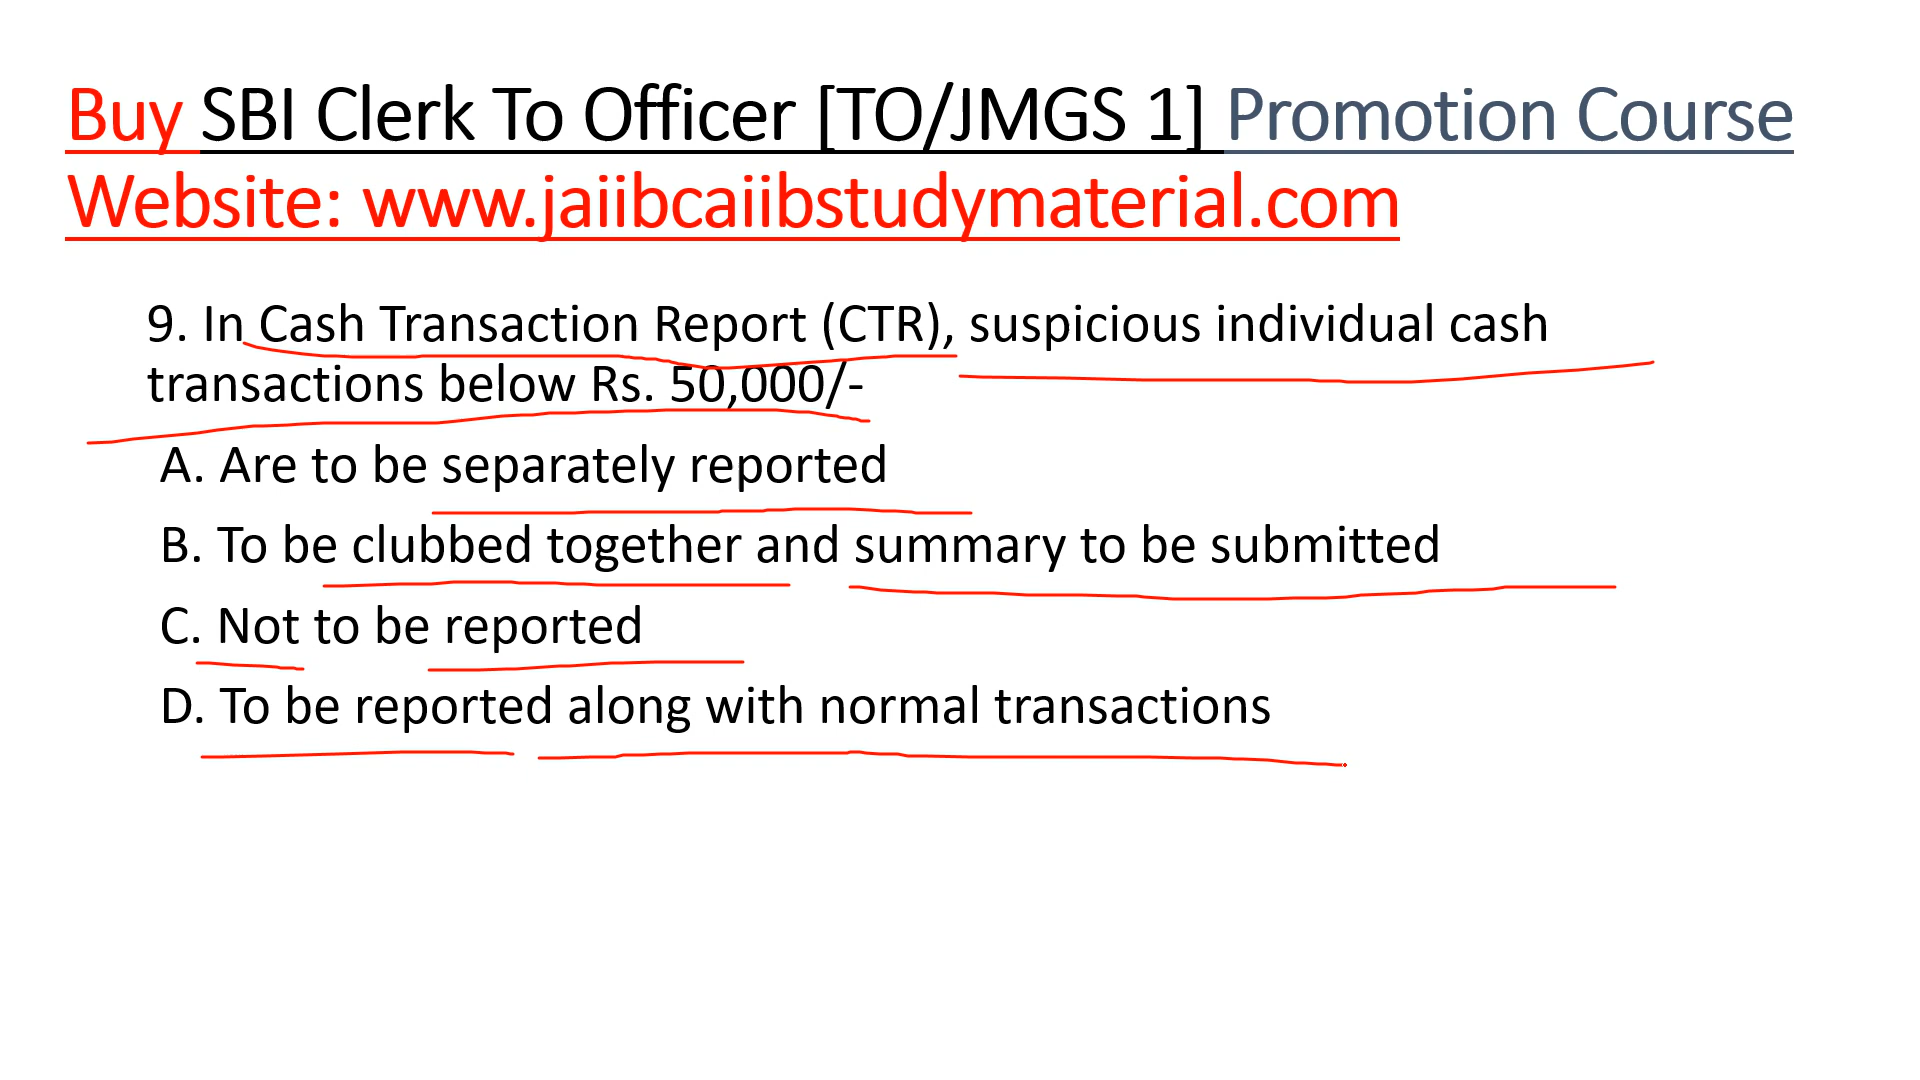 Buy SBI Clerk To Officer [TO/JMGS 1] Promotion Course
Website: www.jaiibcaiibstudymaterial.com
9. In Cash Transaction Report (CTR), suspicious individual cash
transactions below Rs. 50,000/-
A. Are to be separately reported
B. To be clubbed together and summary to be submitted
C. Not to be reported
D. To be reported along with normal transactions